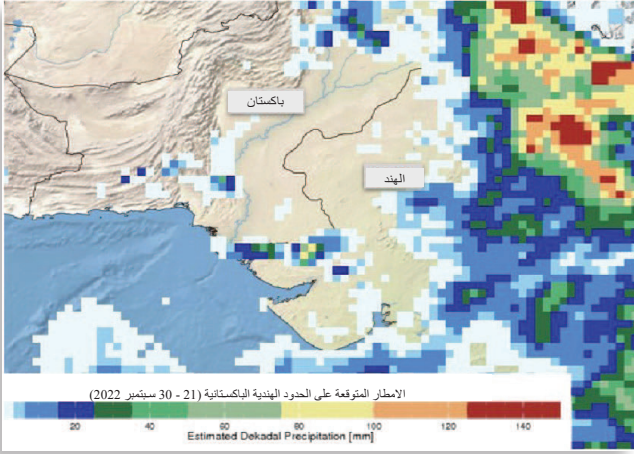 باكستان
الهند
الامطار المتوقعة على الحدود الهندية الباكستانية (21 - 30 سبتمبر 2022)
20 40 60 80 100 120 140
Estimated Dekadal Precipitation [mm]